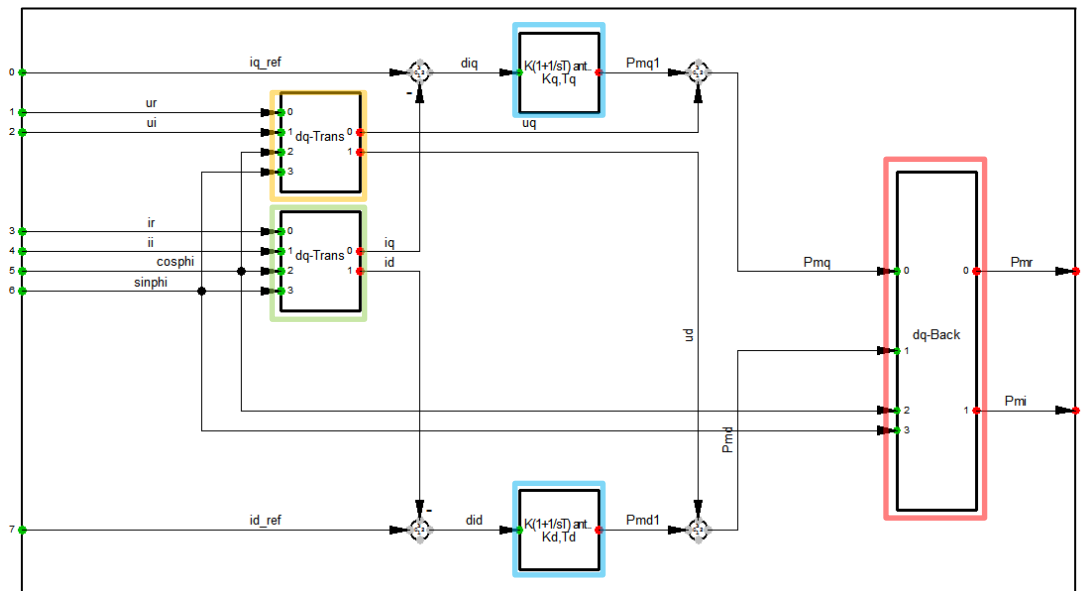 0
iq_ref
-
diq
K(1+1/sT) ant..
Kq,Tq
Pmq1
1
ur
0
2
ui
1
dq-Trans
0
uq
2
1
3
3
ir
0
4
ii
1
dq-Trans
0
iq
5
cosphi
2
1
id
6
sinphi
3
Pmq
0
0
Pmr
ud
1
dq-Back
2
1
Pmi
3
Pmd
7
id_ref
-
did
K(1+1/sT) ant..
Kd,Td
Pmd1